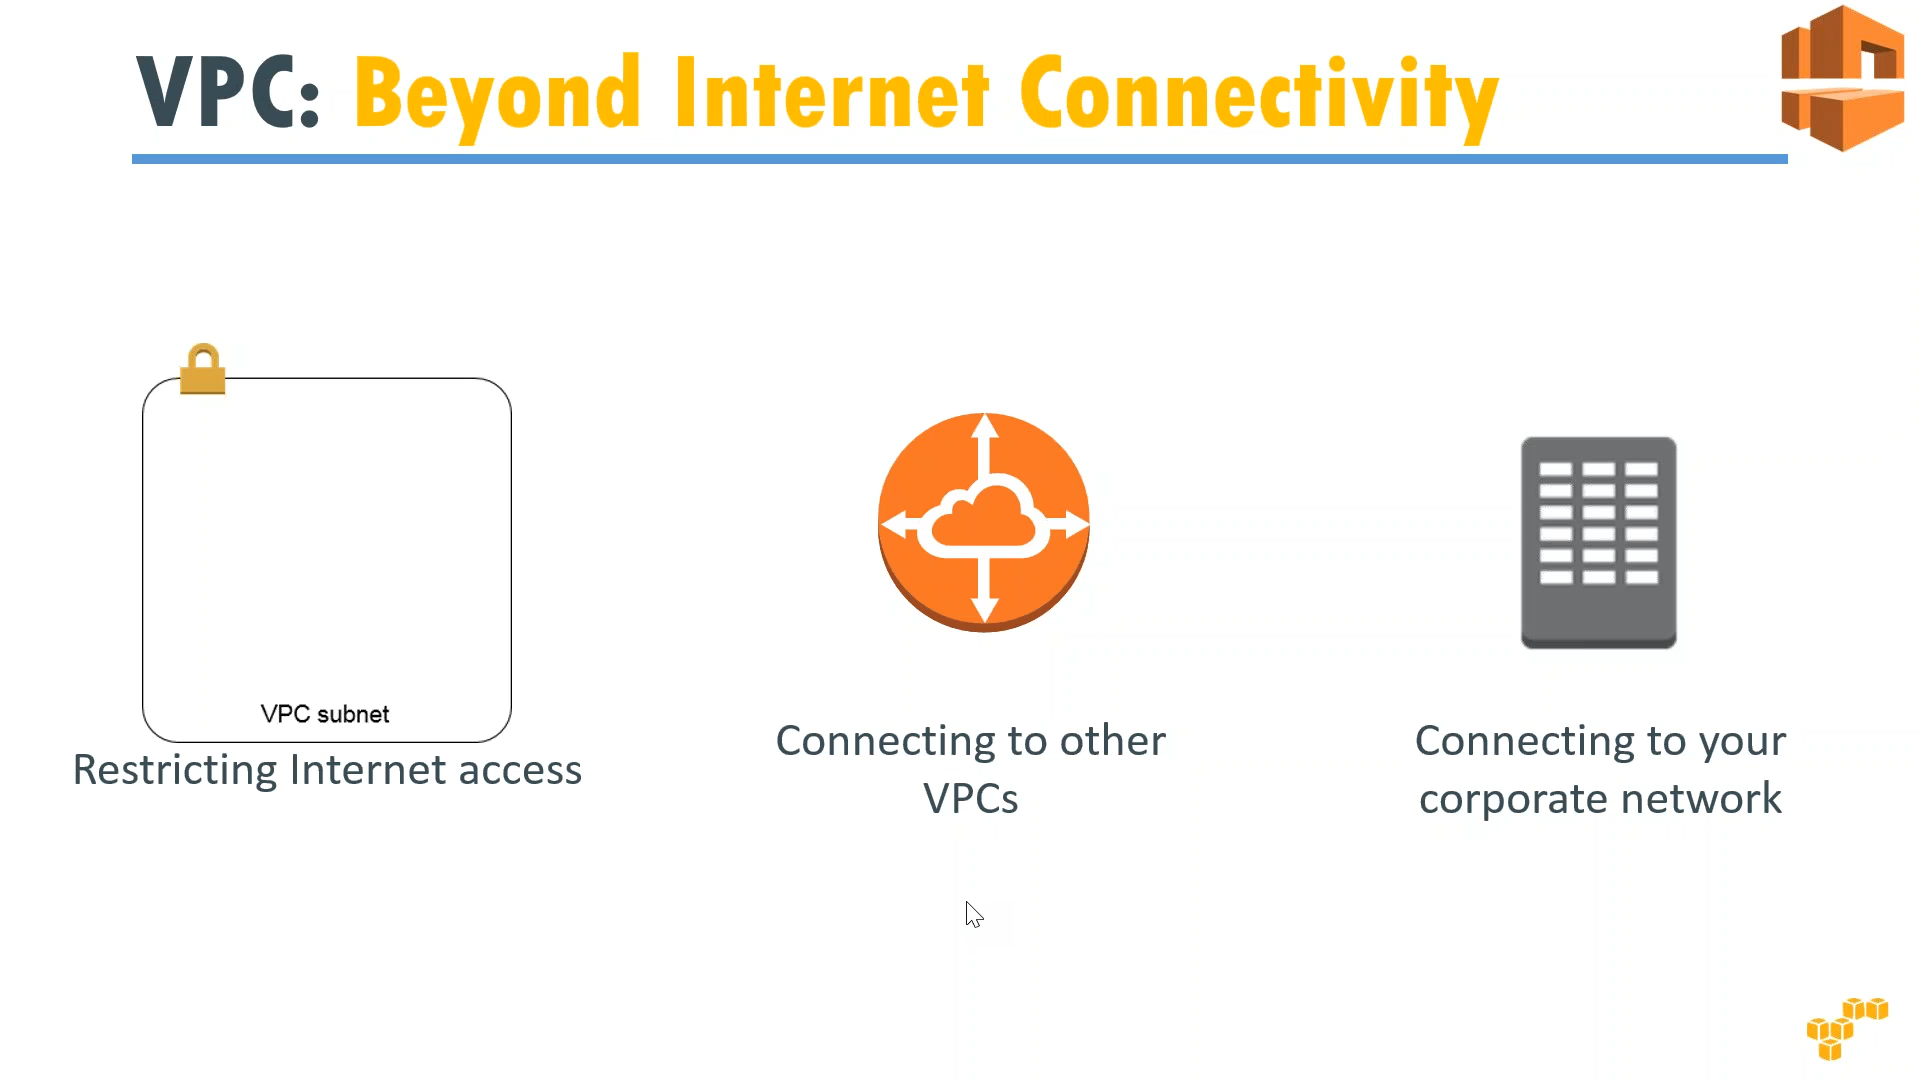 VPC: Beyond Internet Connectivity
VPC subnet
Restricting Internet access
Connecting to other
VPCs
Connecting to your
corporate network